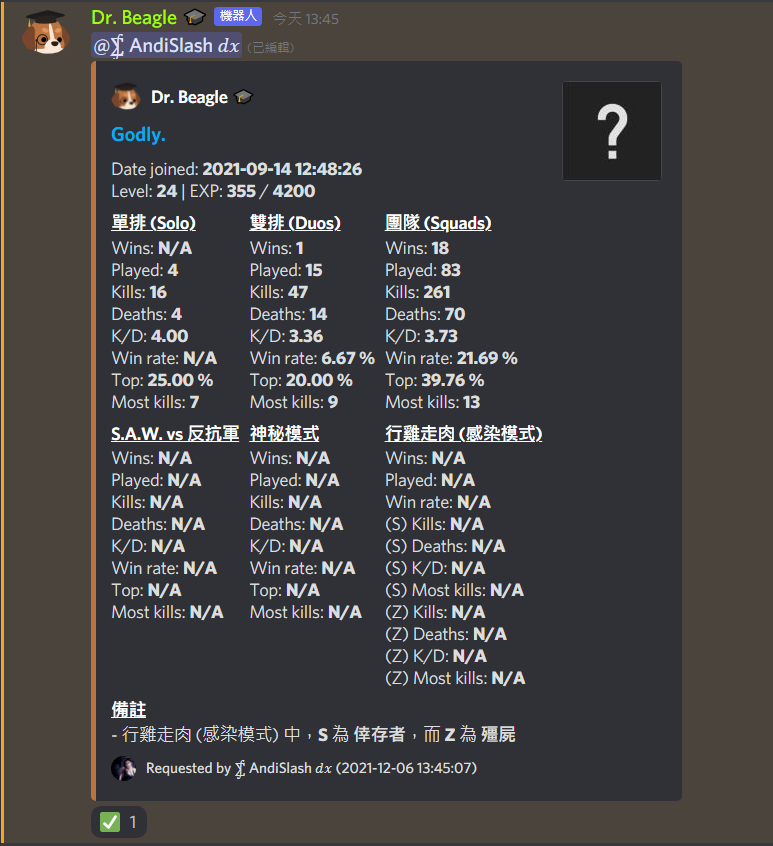 Dr. Beagle 🎓 機器人 今天 13:45
@⨋ AndiSlash 𝑑𝑥 (已編輯)
Dr. Beagle 🎓
?
Godly.
Date joined: 2021-09-14 12:48:26
Level: 24 | EXP: 355 / 4200
單排 (Solo) 雙排 (Duos) 團隊 (Squads)
Wins: N/A Wins: 1 Wins: 18
Played: 4 Played: 15 Played: 83
Kills: 16 Kills: 47 Kills: 261
Deaths: 4 Deaths: 14 Deaths: 70
K/D: 4.00 K/D: 3.36 K/D: 3.73
Win rate: N/A Win rate: 6.67 % Win rate: 21.69 %
Top: 25.00 % Top: 20.00 % Top: 39.76 %
Most kills: 7 Most kills: 9 Most kills: 13
S.A.W. vs 反抗軍 神秘模式 行雞走肉 (感染模式)
Wins: N/A Wins: N/A Wins: N/A
Played: N/A Played: N/A Played: N/A
Kills: N/A Kills: N/A Win rate: N/A
Deaths: N/A Deaths: N/A (S) Kills: N/A
K/D: N/A K/D: N/A (S) Deaths: N/A
Win rate: N/A Win rate: N/A (S) K/D: N/A
Top: N/A Top: N/A (S) Most kills: N/A
Most kills: N/A Most kills: N/A (Z) Kills: N/A
(Z) Deaths: N/A
(Z) K/D: N/A
(Z) Most kills: N/A
備註
- 行雞走肉 (感染模式) 中，S 為 倖存者，而 Z 為 殭屍
Requested by ⨋ AndiSlash 𝑑𝑥 (2021-12-06 13:45:07)
✅ 1